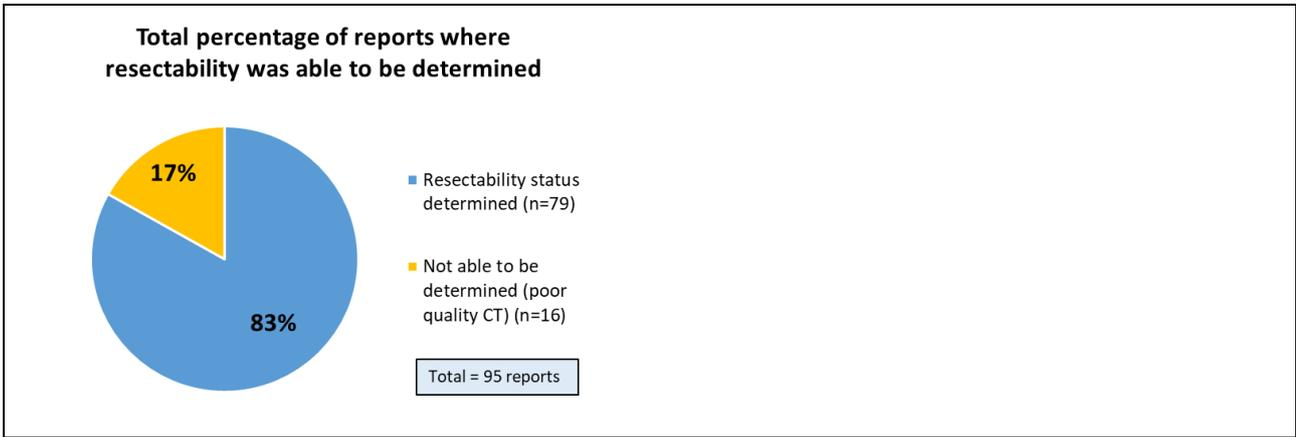 Total percentage of reports where
resectability was able to be determined
17%
83%
Resectability status
determined (n=79)
Not able to be
determined (poor
quality CT) (n=16)
Total = 95 reports